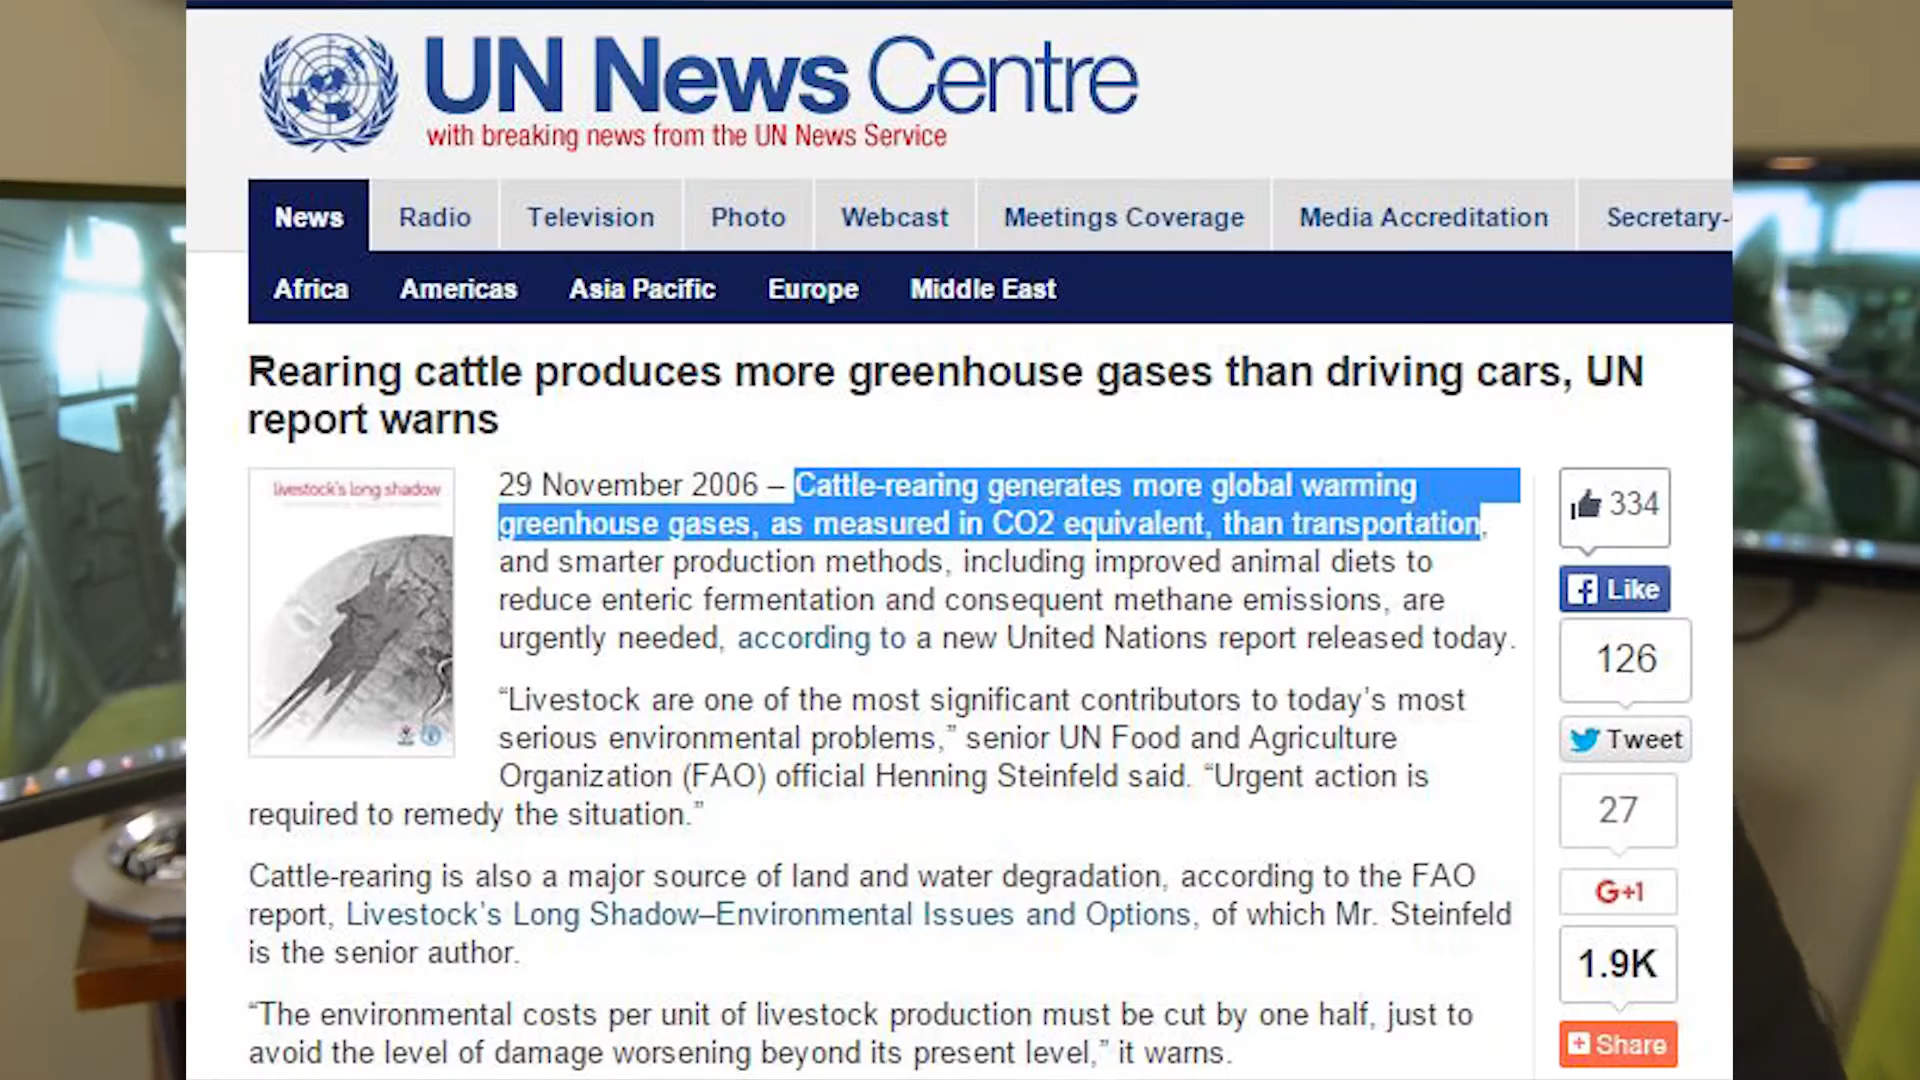 UN News Centre
with breaking news from the UN News Service
News Radio Television Photo Webcast Meetings Coverage Media Accreditation Secretary-
Africa Americas Asia Pacific Europe Middle East
Rearing cattle produces more greenhouse gases than driving cars, UN
report warns
livestock's long shadow
29 November 2006 – Cattle-rearing generates more global warming
greenhouse gases, as measured in CO2 equivalent, than transportation,
and smarter production methods, including improved animal diets to
reduce enteric fermentation and consequent methane emissions, are
urgently needed, according to a new United Nations report released today.
“Livestock are one of the most significant contributors to today’s most
serious environmental problems,” senior UN Food and Agriculture
Organization (FAO) official Henning Steinfeld said. “Urgent action is
required to remedy the situation.”
Cattle-rearing is also a major source of land and water degradation, according to the FAO
report, Livestock’s Long Shadow–Environmental Issues and Options, of which Mr. Steinfeld
is the senior author.
“The environmental costs per unit of livestock production must be cut by one half, just to
avoid the level of damage worsening beyond its present level,” it warns.
334
Like
126
Tweet
27
G+1
1.9K
Share